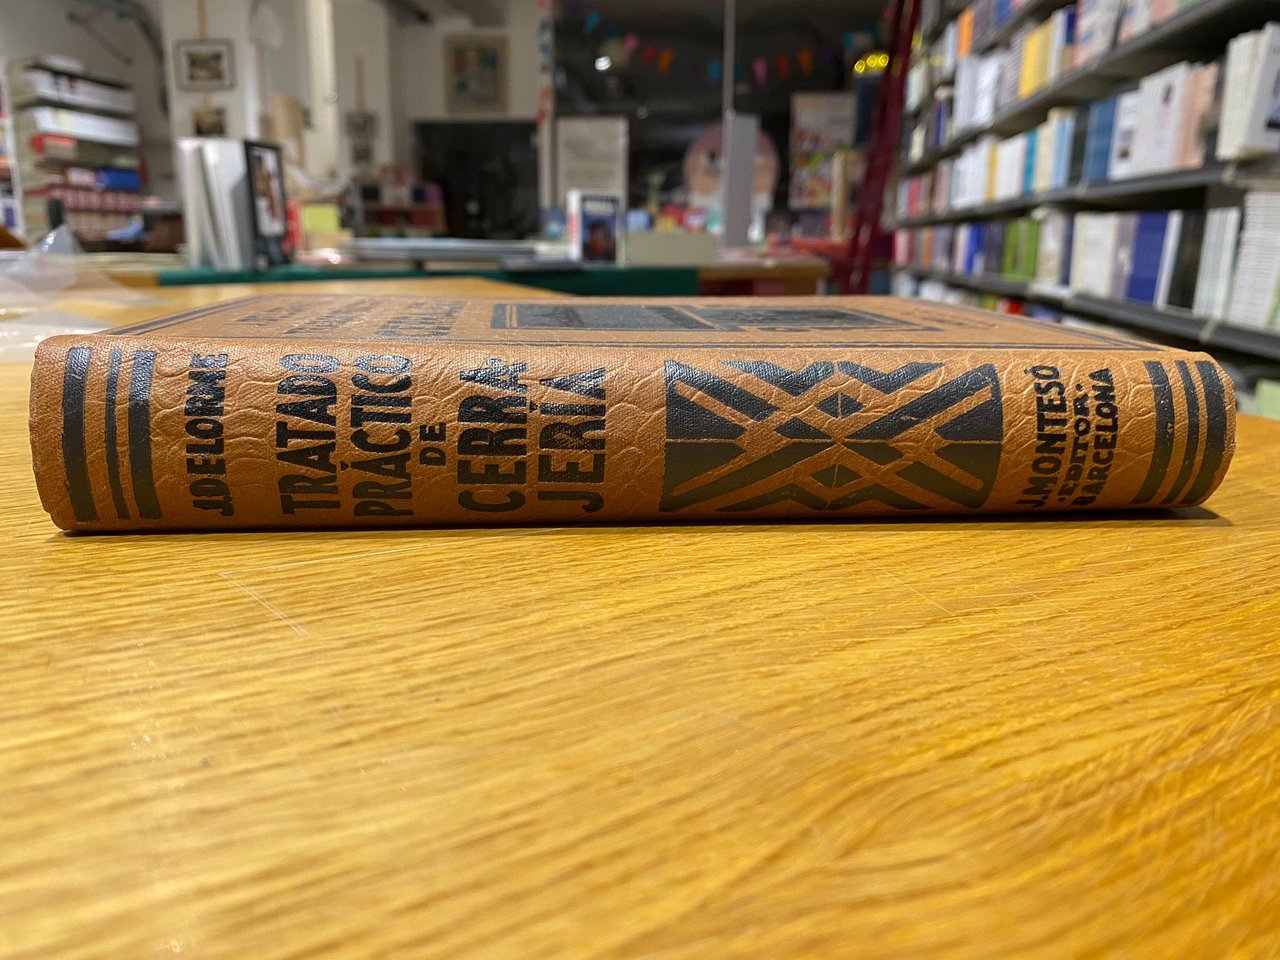 J. DELORME
TRATADO
PRÁCTICO
DE
CERRA
JERÍA
J. MONTESÓ
·EDITOR·
BARCELONA